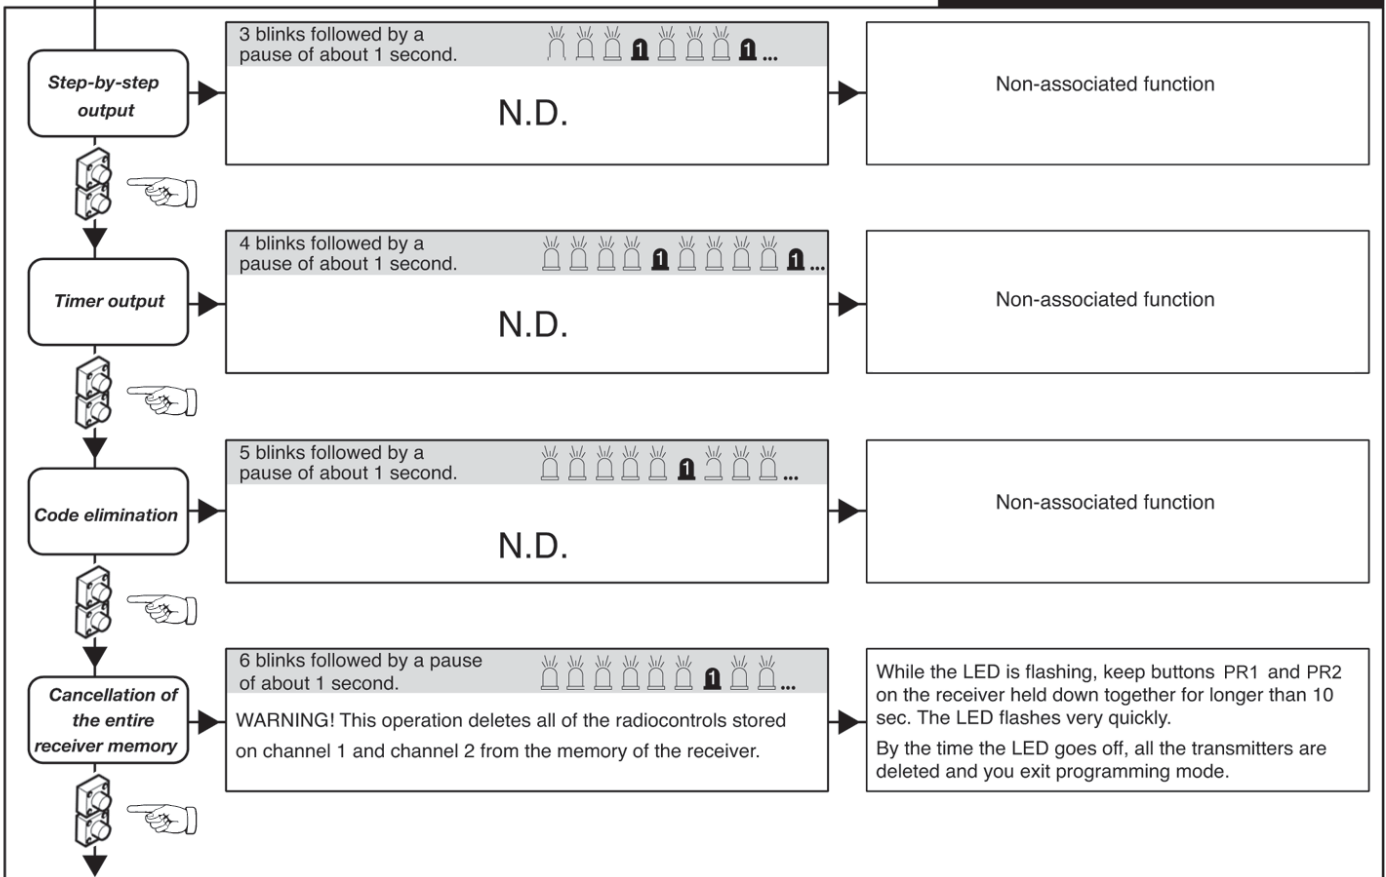 3 blinks followed by a
pause of about 1 second.
1
1
...
Step-by-step
output
N.D.
Non-associated function
4 blinks followed by a
pause of about 1 second.
1
1
...
Timer output
N.D.
Non-associated function
5 blinks followed by a
pause of about 1 second.
1
...
Code elimination
N.D.
Non-associated function
6 blinks followed by a pause
of about 1 second.
1
...
Cancellation of
the entire
receiver memory
WARNING! This operation deletes all of the radiocontrols stored
on channel 1 and channel 2 from the memory of the receiver.
While the LED is flashing, keep buttons PR1 and PR2
on the receiver held down together for longer than 10
sec. The LED flashes very quickly.
By the time the LED goes off, all the transmitters are
deleted and you exit programming mode.